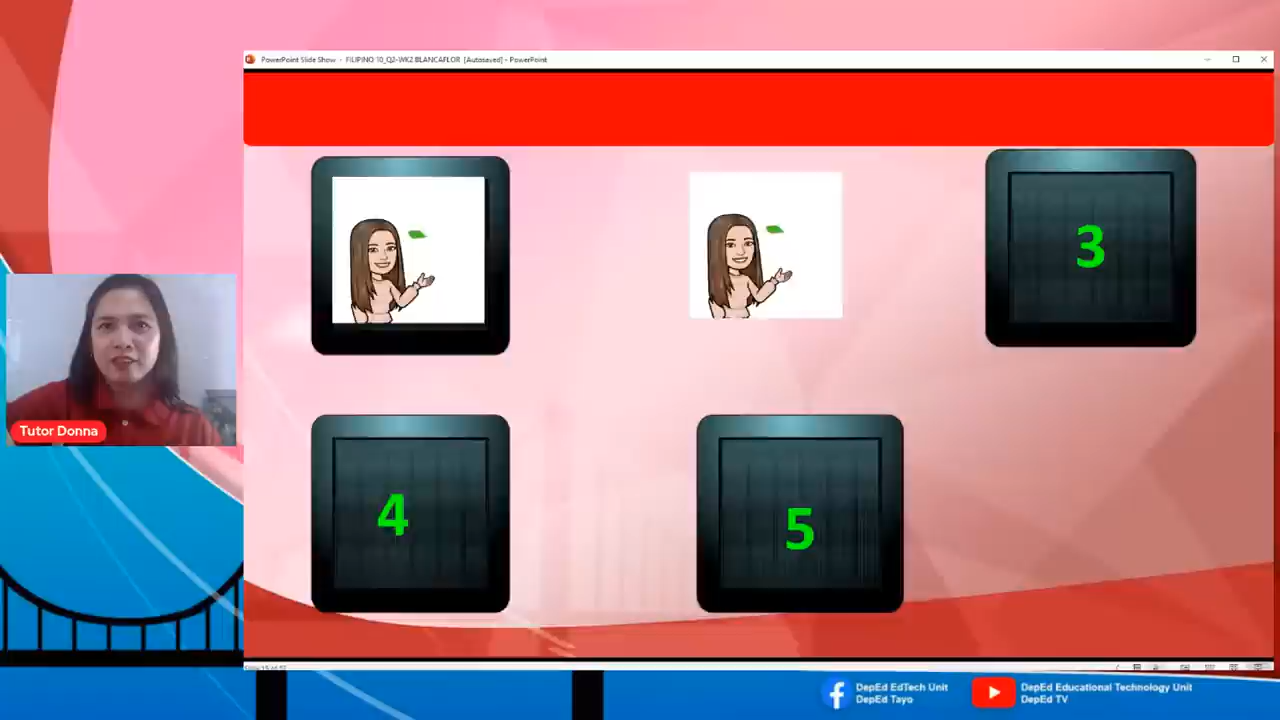 PowerPoint Slide Show - FILIPINO 10_Q2-WK2 BLANCAFLOR [Autosaved] - PowerPoint
3
Tutor Donna
4
5
DepEd EdTech Unit
DepEd Tayo
DepEd Educational Technology Unit
DepEd TV